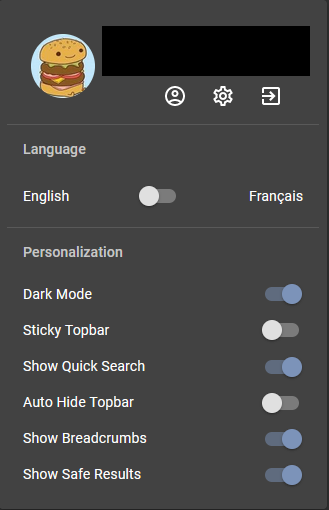 Language
English Français
Personalization
Dark Mode
Sticky Topbar
Show Quick Search
Auto Hide Topbar
Show Breadcrumbs
Show Safe Results